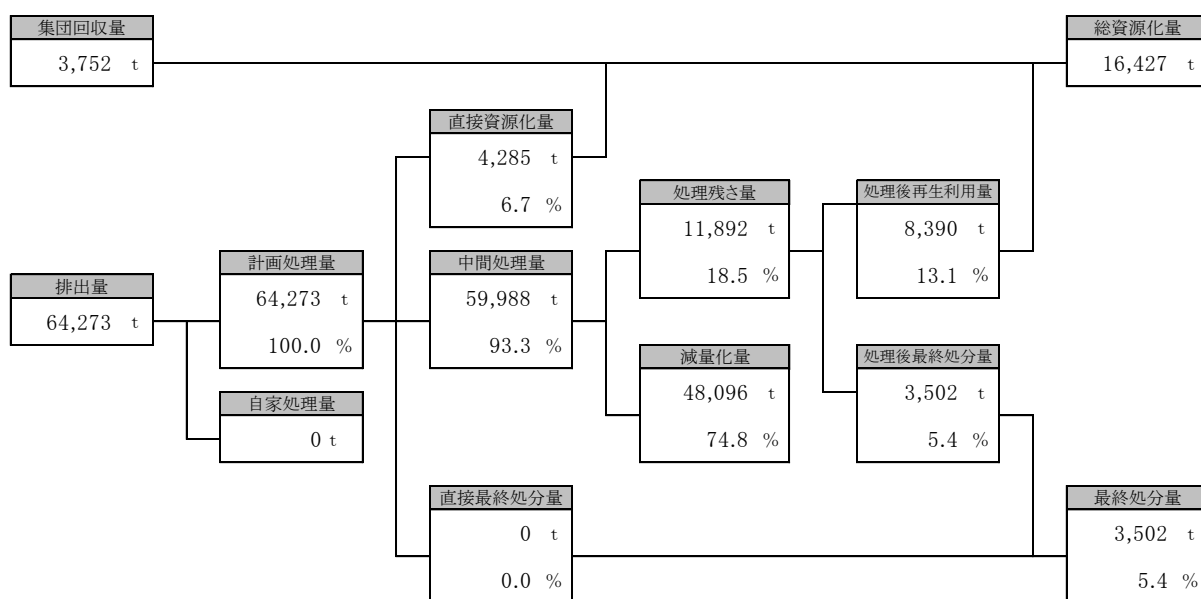 集団回収量
3,752 t
総資源化量
16,427 t
直接資源化量
4,285 t
6.7 %
処理残さ量
11,892 t
18.5 %
処理後再生利用量
8,390 t
13.1 %
排出量
64,273 t
計画処理量
64,273 t
100.0 %
中間処理量
59,988 t
93.3 %
自家処理量
0 t
減量化量
48,096 t
74.8 %
処理後最終処分量
3,502 t
5.4 %
直接最終処分量
0 t
0.0 %
最終処分量
3,502 t
5.4 %